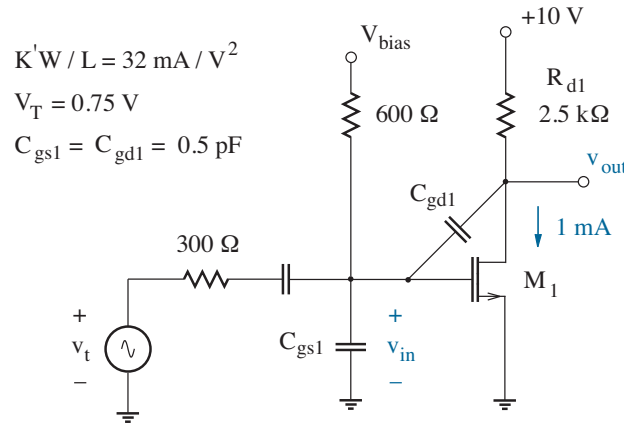 +10 V
V_bias
K'W / L = 32 mA / V²
V_T = 0.75 V
C_gs1 = C_gd1 = 0.5 pF
600 Ω
R_d1
2.5 kΩ
v_out
C_gd1
1 mA
300 Ω
M_1
+
v_t
−
C_gs1
+
v_in
−